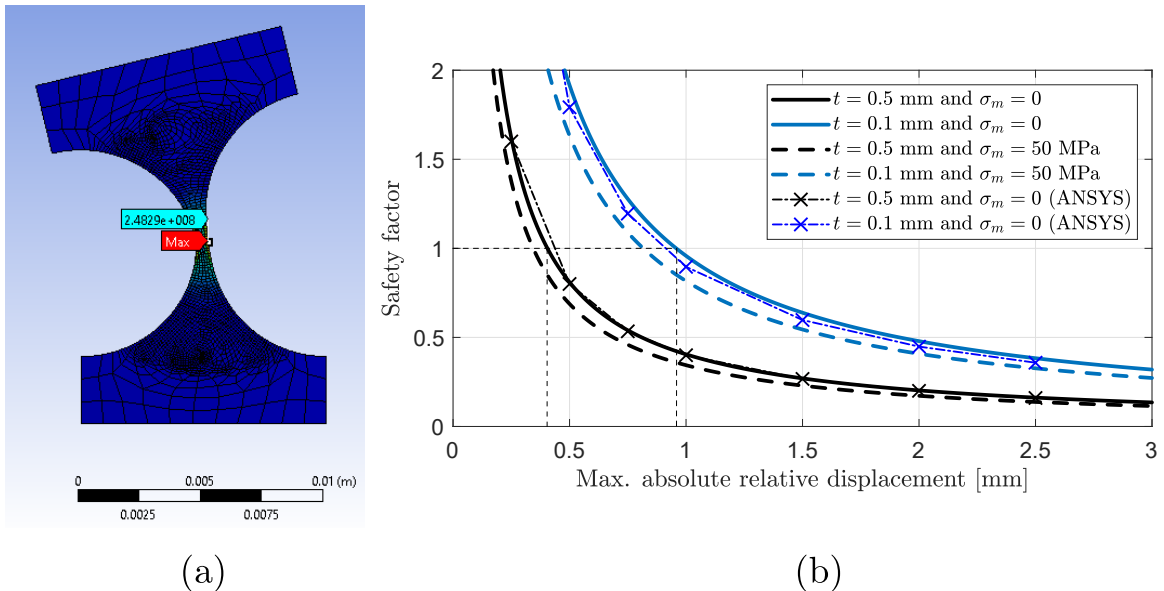 2.4829e+008
Max
0
0.005
0.01 (m)
0.0025
0.0075
(a)
Safety factor
2
1.5
1
0.5
0
0
0.5
1
1.5
2
2.5
3
Max. absolute relative displacement [mm]
t = 0.5 mm and σm = 0
t = 0.1 mm and σm = 0
t = 0.5 mm and σm = 50 MPa
t = 0.1 mm and σm = 50 MPa
t = 0.5 mm and σm = 0 (ANSYS)
t = 0.1 mm and σm = 0 (ANSYS)
(b)